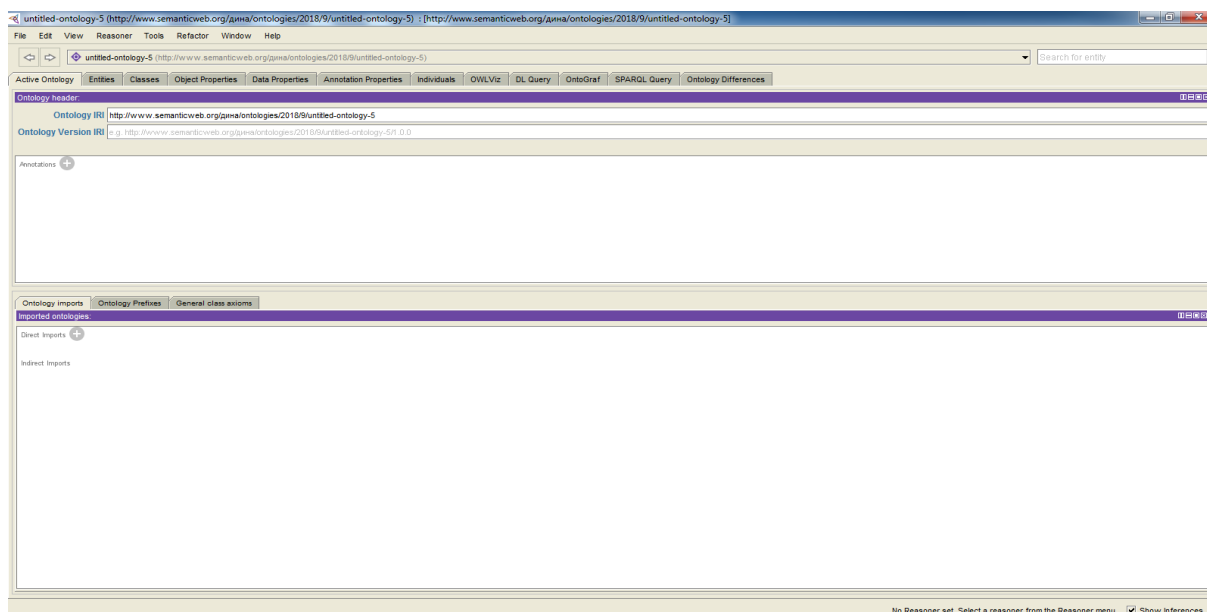 untitled-ontology-5 (http://www.semanticweb.org/дина/ontologies/2018/9/untitled-ontology-5) : [http://www.semanticweb.org/дина/ontologies/2018/9/untitled-ontology-5]
File Edit View Reasoner Tools Refactor Window Help
untitled-ontology-5 (http://www.semanticweb.org/дина/ontologies/2018/9/untitled-ontology-5) Search for entity
Active Ontology Entities Classes Object Properties Data Properties Annotation Properties Individuals OWLViz DL Query OntoGraf SPARQL Query Ontology Differences
Ontology header:
Ontology IRI http://www.semanticweb.org/дина/ontologies/2018/9/untitled-ontology-5
Ontology Version IRI e.g. http://www.semanticweb.org/дина/ontologies/2018/9/untitled-ontology-5/1.0.0
Annotations
Ontology imports Ontology Prefixes General class axioms
Imported ontologies:
Direct Imports
Indirect Imports
No Reasoner set. Select a reasoner from the Reasoner menu Show Inferences